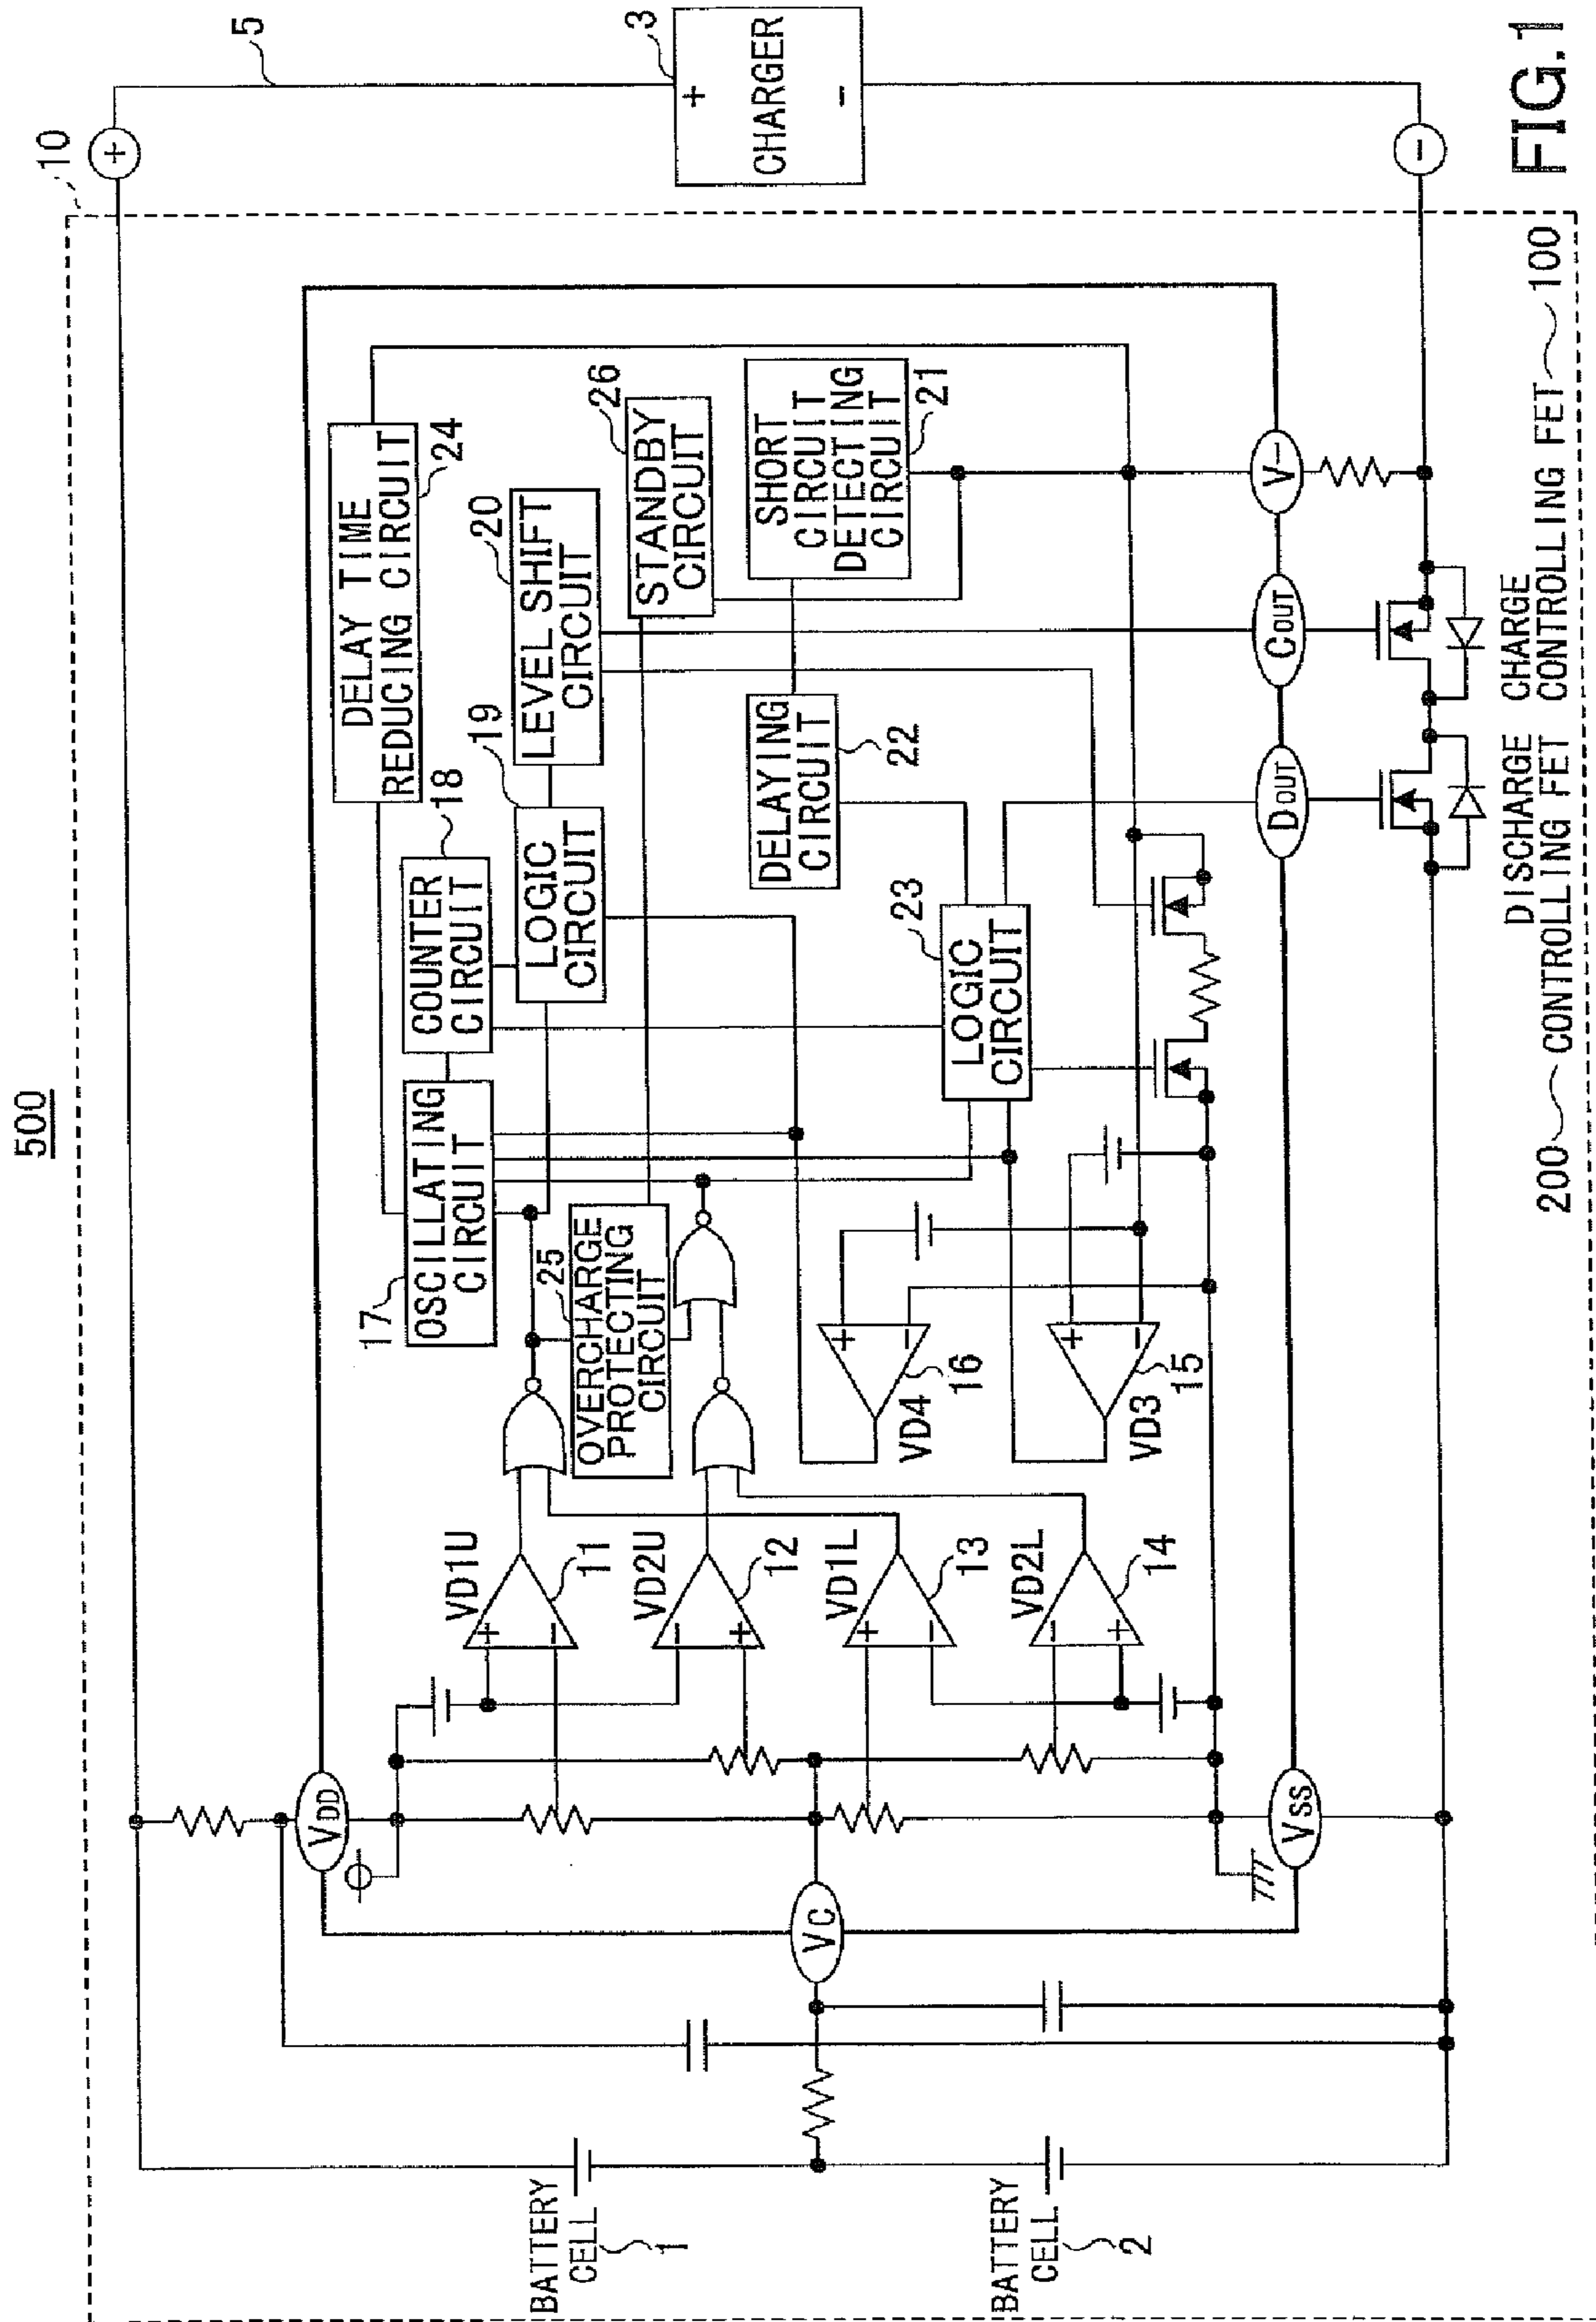 500
10
+
5
3
+
CHARGER
-
-
FIG.1
DELAY TIME
REDUCING CIRCUIT
24
17
OSCILLATING
CIRCUIT
COUNTER
CIRCUIT
18
LOGIC
CIRCUIT
19
LEVEL SHIFT
CIRCUIT
20
STANDBY
CIRCUIT
26
SHORT
CIRCUIT
DETECTING
CIRCUIT
21
DELAYING
CIRCUIT
22
OVERCHARGE
PROTECTING
CIRCUIT
25
LOGIC
CIRCUIT
23
VD1U
+
-
11
VD2U
-
+
12
VD1L
+
-
13
VD2L
-
+
14
+
-
VD4
16
+
-
VD3
15
VDD
VC
VSS
DOUT
COUT
V-
BATTERY
CELL
1
BATTERY
CELL
2
DISCHARGE
200 CONTROLLING FET
CHARGE
CONTROLLING FET 100